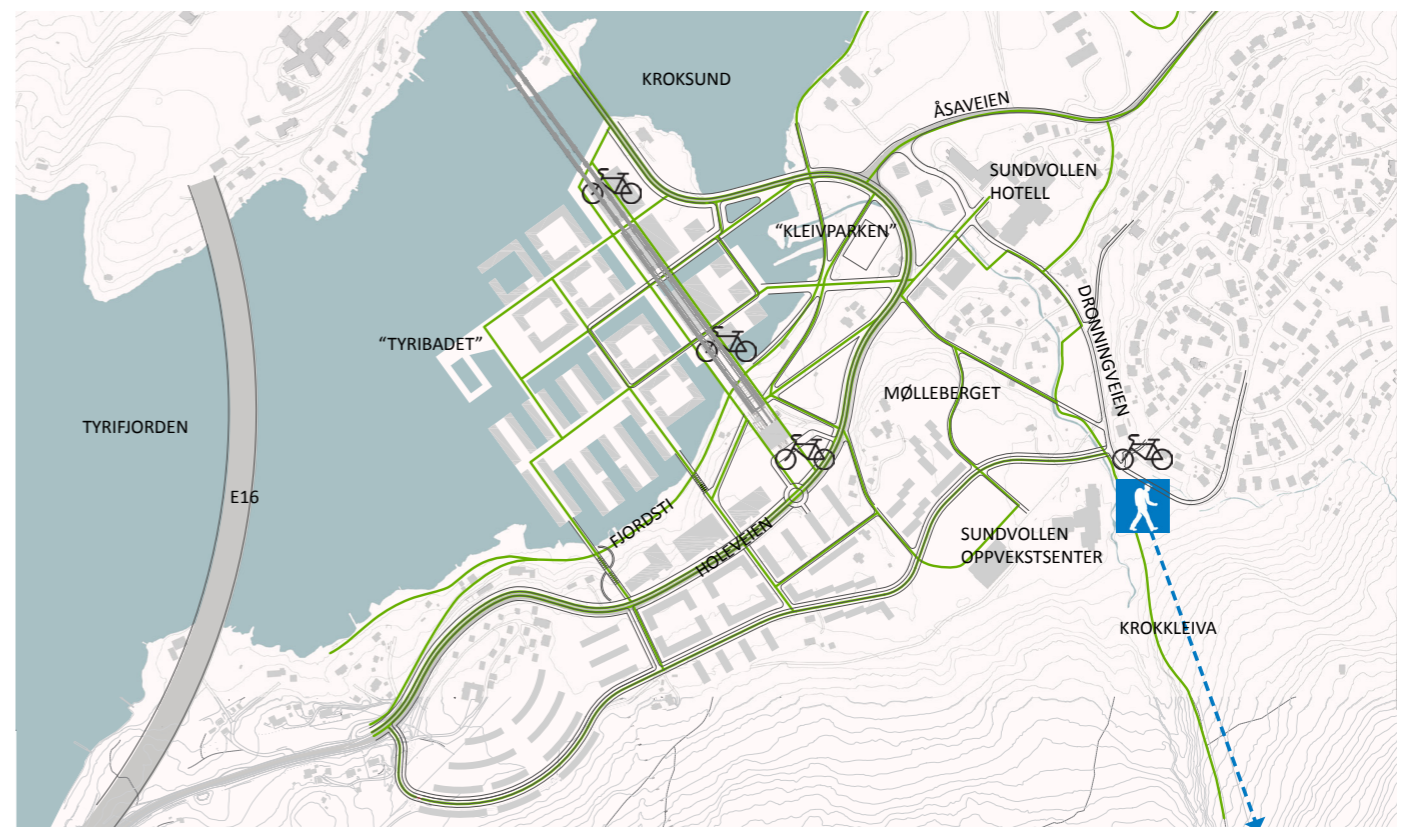 KROKSUND
ÅSAVEIEN
SUNDVOLLEN
HOTELL
"KLEIVPARKEN"
DRONNINGVEIEN
"TYRIBADET"
MØLLEBERGET
TYRIFJORDEN
E16
FJORDSTI
HOLEVEIEN
SUNDVOLLEN
OPPVEKSTSENTER
KROKKLEIVA